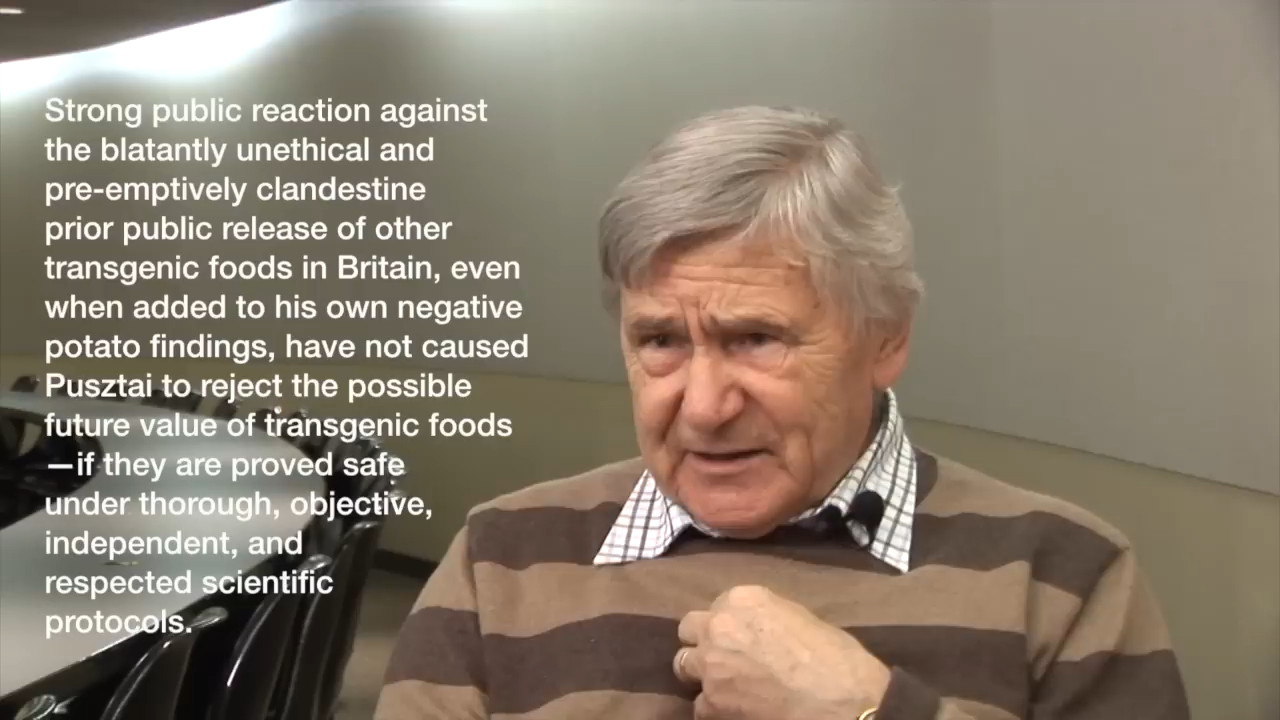 Strong public reaction against
the blatantly unethical and
pre-emptively clandestine
prior public release of other
transgenic foods in Britain, even
when added to his own negative
potato findings, have not caused
Pusztai to reject the possible
future value of transgenic foods
—if they are proved safe
under thorough, objective,
independent, and
respected scientific
protocols.